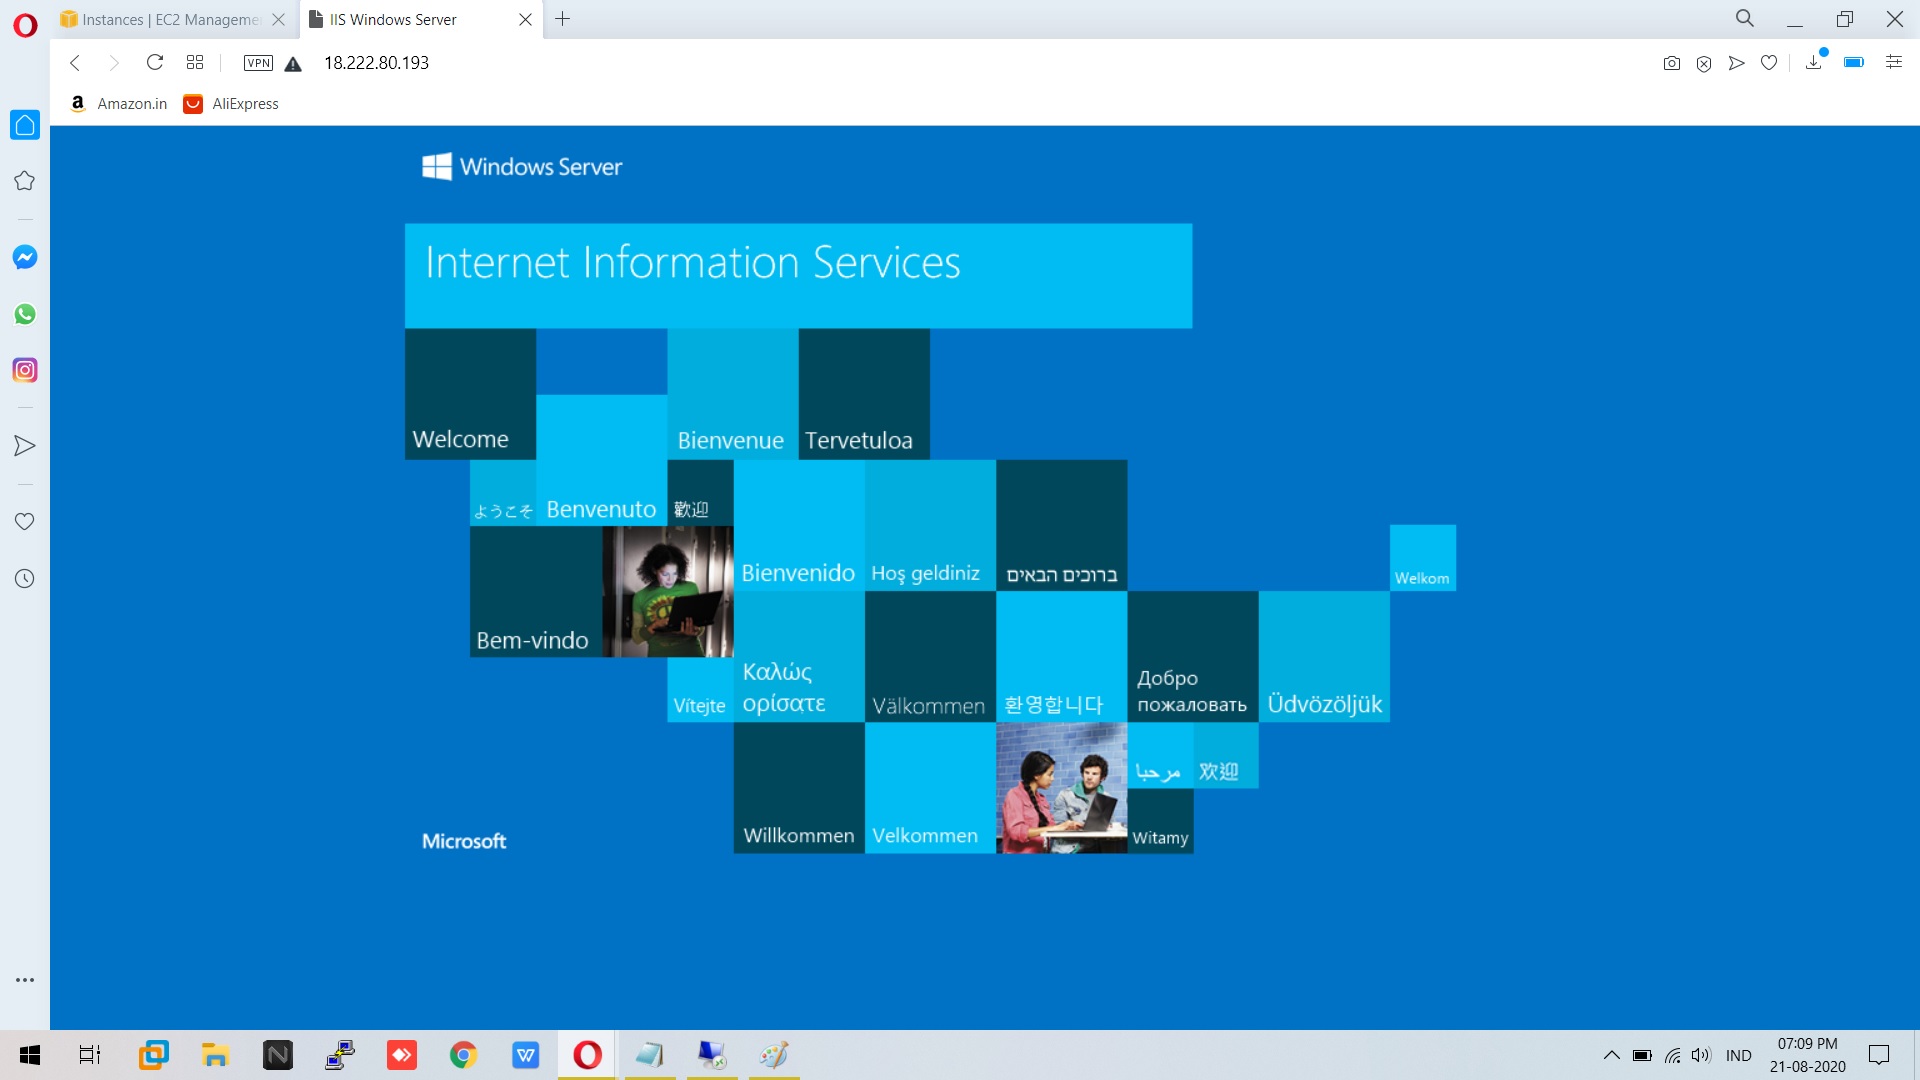 Instances | EC2 Manageme
IIS Windows Server
VPN
18.222.80.193
Amazon.in
AliExpress
Windows Server
Internet Information Services
Welcome
Bienvenue
Tervetuloa
ようこそ
Benvenuto
歡迎
Bienvenido
Hoş geldiniz
ברוכים הבאים
Welkom
Bem-vindo
Vítejte
Καλώς
ορίσατε
Välkommen
환영합니다
Добро
пожаловать
Üdvözöljük
مرحبا
欢迎
Willkommen
Velkommen
Witamy
Microsoft
IND
07:09 PM
21-08-2020